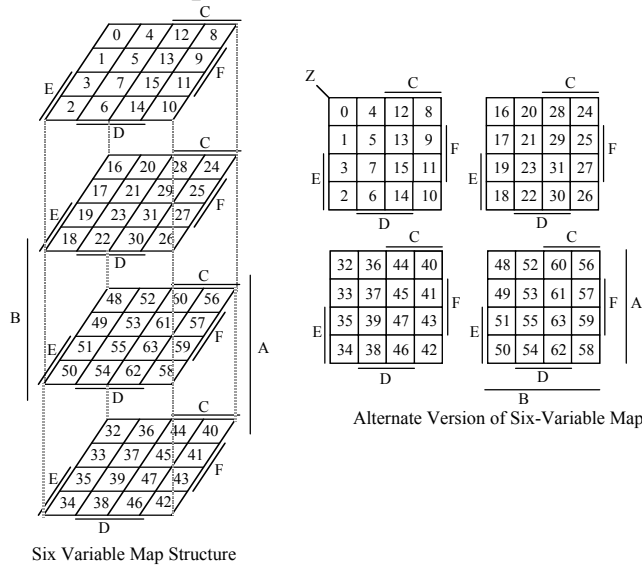 C
0 4 12 8
1 5 13 9
F
3 7 15 11
E
2 6 14 10
D
C
16 20 28 24
17 21 29 25
F
19 23 31 27
E
18 22 30 26
D
B
A
48 52 60 56
49 53 61 57
F
51 55 63 59
E
50 54 62 58
D
C
32 36 44 40
33 37 45 41
F
35 39 47 43
E
34 38 46 42
D
Six Variable Map Structure
Z
C
0 4 12 8
1 5 13 9
F
3 7 15 11
E
2 6 14 10
D
C
16 20 28 24
17 21 29 25
F
19 23 31 27
E
18 22 30 26
D
C
32 36 44 40
33 37 45 41
F
35 39 47 43
E
34 38 46 42
D
C
48 52 60 56
49 53 61 57
F
A
51 55 63 59
E
50 54 62 58
D
B
Alternate Version of Six-Variable Map